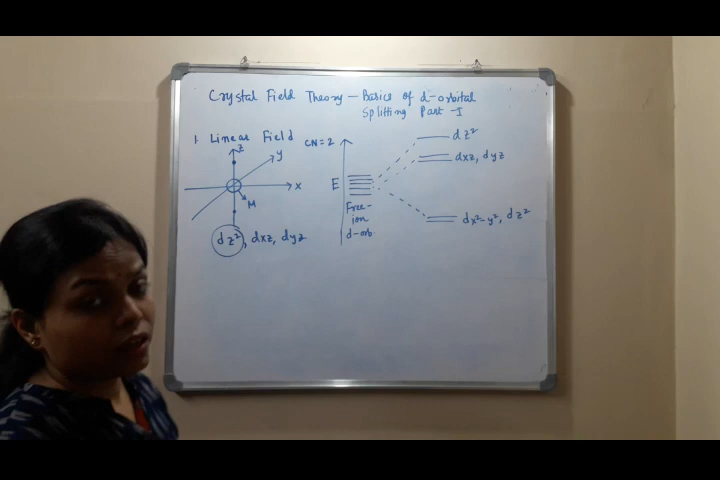 Crystal Field Theory – Basics of d-orbital
Splitting Part -I
1. Linear Field
CN=2
z
y
x
M
dz², dxz, dyz
E
Free-
ion
d-orb.
dz²
dxz, dyz
dx²-y², dz²